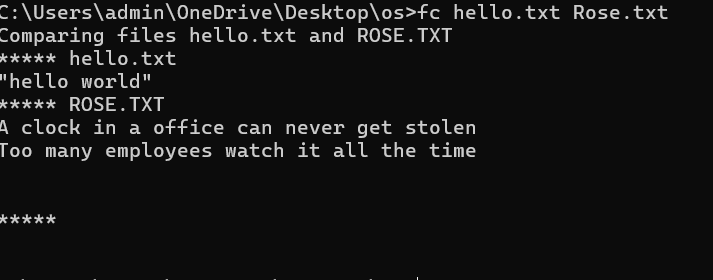 C:\Users\admin\OneDrive\Desktop\os>fc hello.txt Rose.txt
Comparing files hello.txt and ROSE.TXT
***** hello.txt
"hello world"
***** ROSE.TXT
A clock in a office can never get stolen
Too many employees watch it all the time
*****